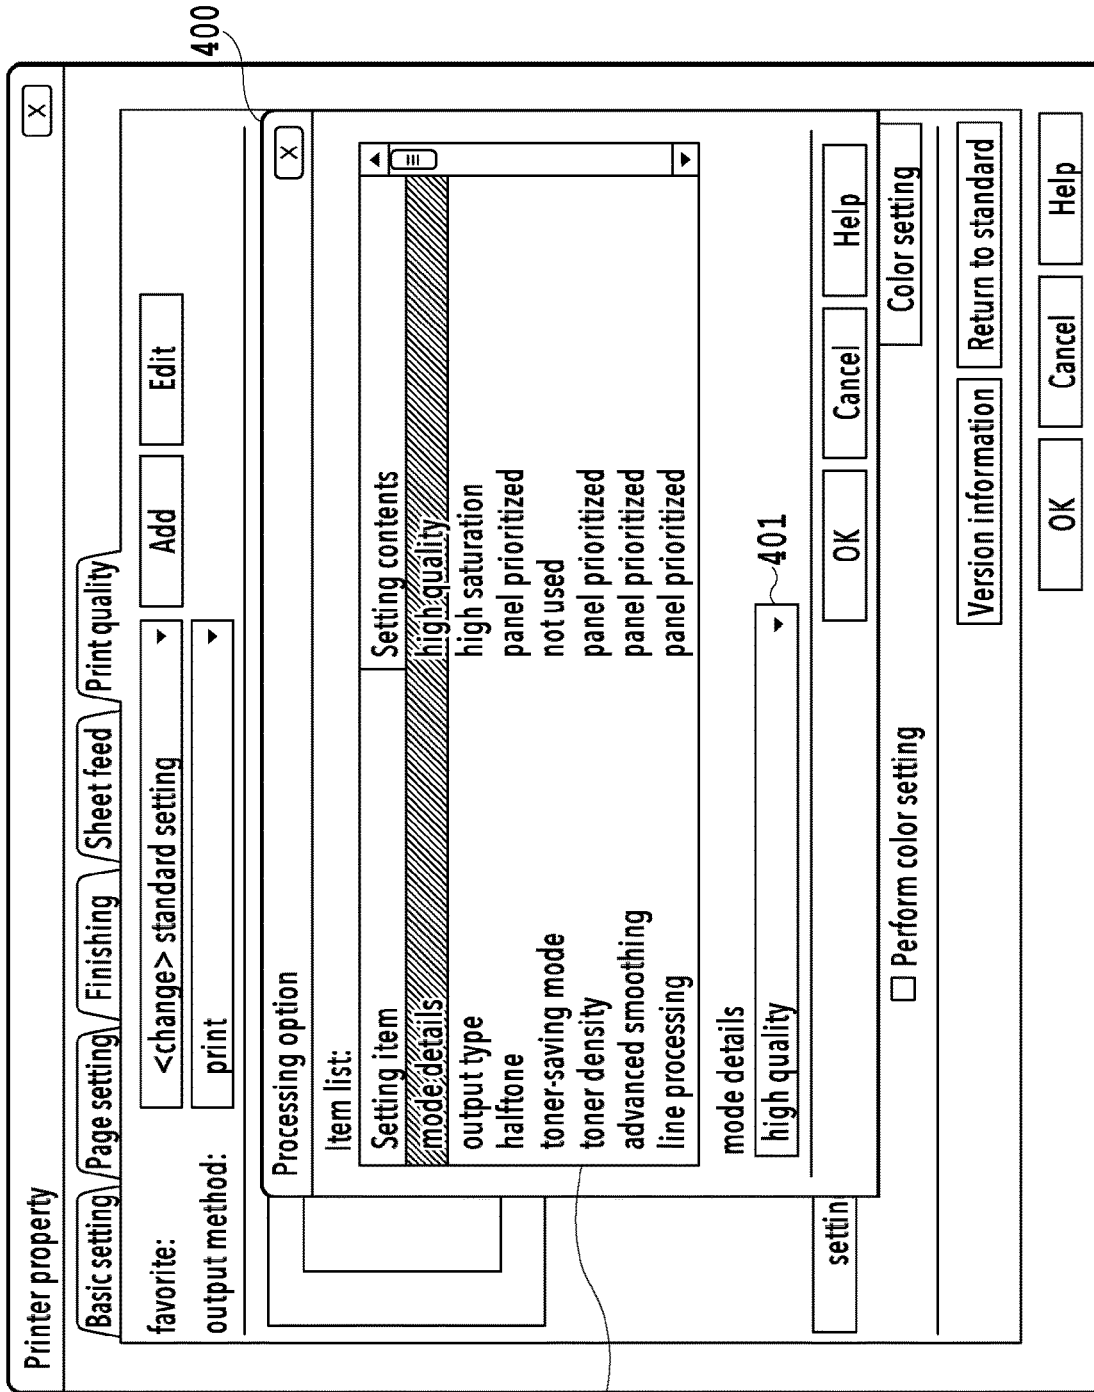 Printer property
X
Basic setting
Page setting
Finishing
Sheet feed
Print quality
favorite:
<change> standard setting
Add
Edit
output method:
print
400
Processing option
X
Item list:
Setting item Setting contents
mode details high quality
output type high saturation
halftone panel prioritized
toner-saving mode not used
toner density panel prioritized
advanced smoothing panel prioritized
line processing panel prioritized
mode details
high quality
401
OK
Cancel
Help
settin
Perform color setting
Color setting
Version information
Return to standard
OK
Cancel
Help